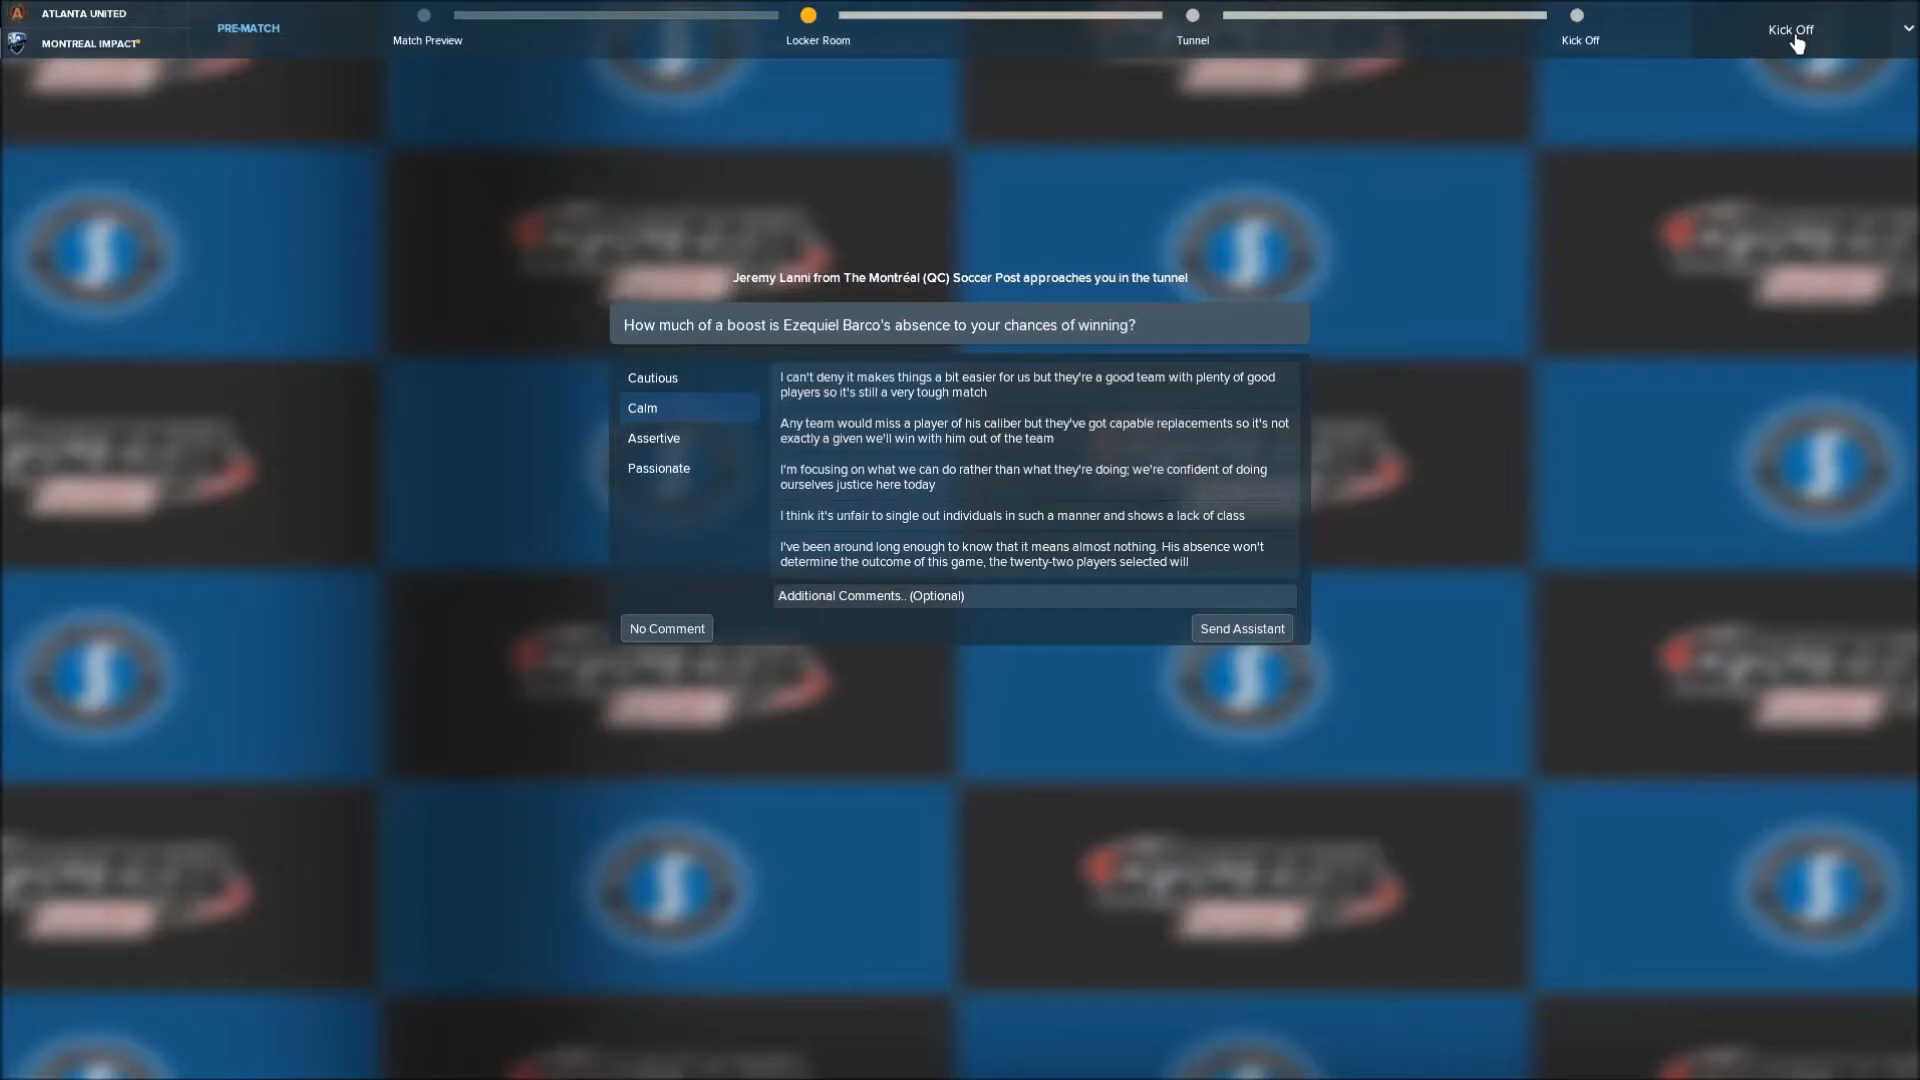 ATLANTA UNITED
MONTREAL IMPACT*
PRE-MATCH
Match Preview
Locker Room
Tunnel
Kick Off
Kick Off
Jeremy Lanni from The Montréal (QC) Soccer Post approaches you in the tunnel
How much of a boost is Ezequiel Barco's absence to your chances of winning?
Cautious
Calm
Assertive
Passionate
I can't deny it makes things a bit easier for us but they're a good team with plenty of good
players so it's still a very tough match
Any team would miss a player of his caliber but they've got capable replacements so it's not
exactly a given we'll win with him out of the team
I'm focusing on what we can do rather than what they're doing; we're confident of doing
ourselves justice here today
I think it's unfair to single out individuals in such a manner and shows a lack of class
I've been around long enough to know that it means almost nothing. His absence won't
determine the outcome of this game, the twenty-two players selected will
Additional Comments.. (Optional)
No Comment
Send Assistant